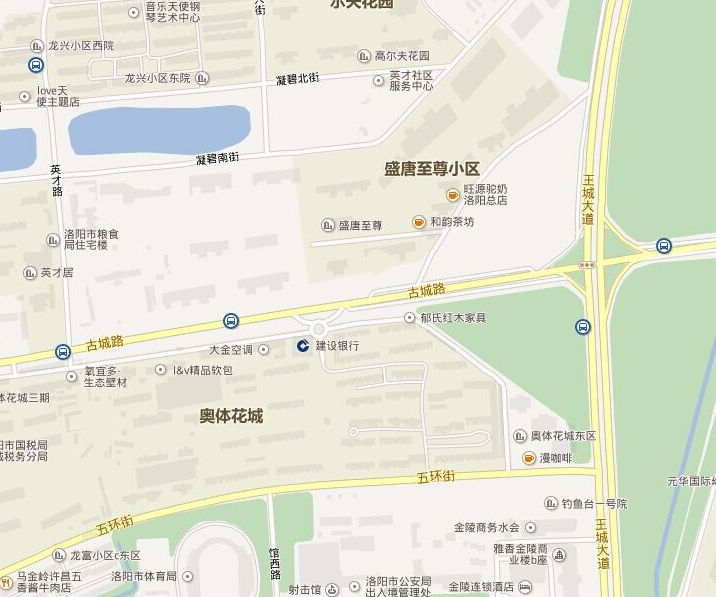 尔夫花园
音乐天使钢
琴艺术中心
街
龙兴小区西院
高尔夫花园
龙兴小区东院
凝碧北街
英才社区
服务中心
love天
使主题店
凝碧南街
盛唐至尊小区
英才路
王城大道
旺源驼奶
洛阳总店
盛唐至尊
和韵茶坊
洛阳市粮食
局住宅楼
英才居
古城路
郁氏红木家具
古城路
大金空调
建设银行
氧宜多·
生态壁材
l&v精品软包
体花城三期
奥体花城
奥体花城东区
市国税局
税务分局
漫咖啡
五环街
元华国际
钓鱼台一号院
五环街
金陵商务水会
王城大道
龙富小区c东区
馆西路
雅香金陵商
业楼b座
马金岭许昌五
香酱牛肉店
洛阳市体育局
射击馆
洛阳市公安局
出入境管理处
金陵连锁酒店